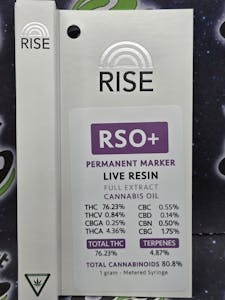 RISE
RISE
RSO+
PERMANENT MARKER
LIVE RESIN
FULL EXTRACT
CANNABIS OIL
THC 76.23% CBC 0.55%
THCV 0.84% CBD 0.14%
CBGA 0.25% CBN 0.50%
THCA 4.36% CBG 1.75%
TOTAL THC TERPENES
76.23% 4.87%
TOTAL CANNABINOIDS 80.8%
1 gram - Metered Syringe